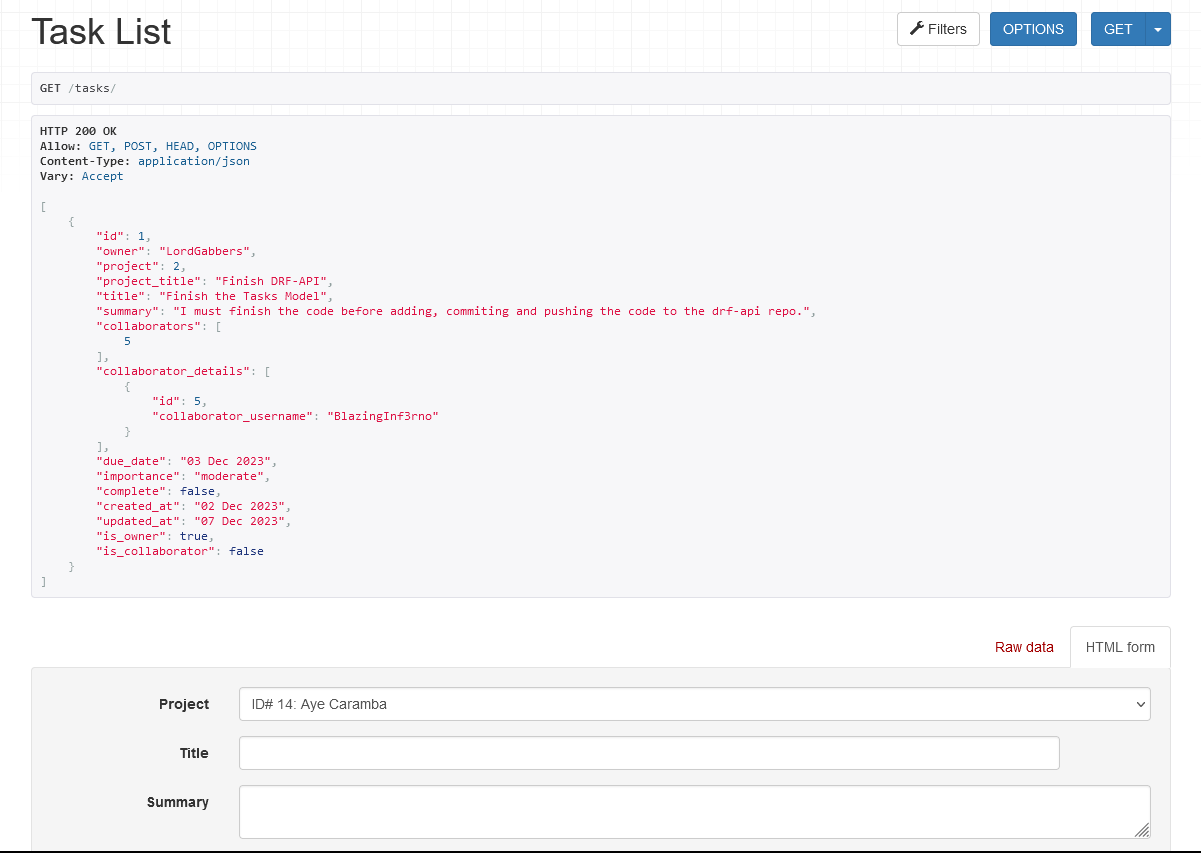 Task List
Filters
OPTIONS
GET
GET /tasks/
HTTP 200 OK
Allow: GET, POST, HEAD, OPTIONS
Content-Type: application/json
Vary: Accept
[
    {
        "id": 1,
        "owner": "LordGabbers",
        "project": 2,
        "project_title": "Finish DRF-API",
        "title": "Finish the Tasks Model",
        "summary": "I must finish the code before adding, commiting and pushing the code to the drf-api repo.",
        "collaborators": [
            5
        ],
        "collaborator_details": [
            {
                "id": 5,
                "collaborator_username": "BlazingInf3rno"
            }
        ],
        "due_date": "03 Dec 2023",
        "importance": "moderate",
        "complete": false,
        "created_at": "02 Dec 2023",
        "updated_at": "07 Dec 2023",
        "is_owner": true,
        "is_collaborator": false
    }
]
Raw data
HTML form
Project
ID# 14: Aye Caramba
Title
Summary